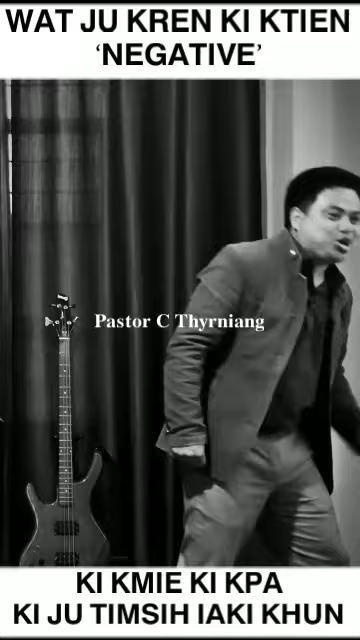 WAT JU KREN KI KTIEN
‘NEGATIVE’
Pastor C Thyrniang
KI KMIE KI KPA
KI JU TIMSIH IAKI KHUN